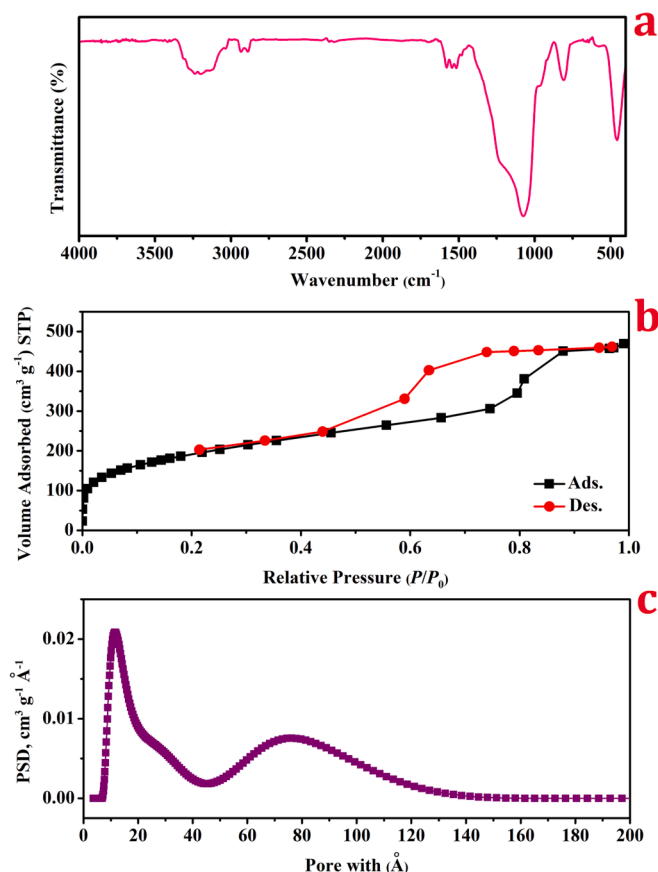 a
Transmittance (%)
4000 3500 3000 2500 2000 1500 1000 500
Wavenumber (cm⁻¹)
b
Volume Adsorbed (cm³ g⁻¹) STP
500
400
300
200
100
0
Ads.
Des.
0.0 0.2 0.4 0.6 0.8 1.0
Relative Pressure (P/P₀)
c
PSD, cm³ g⁻¹ Å⁻¹
0.02
0.01
0.00
0 20 40 60 80 100 120 140 160 180 200
Pore with (Å)